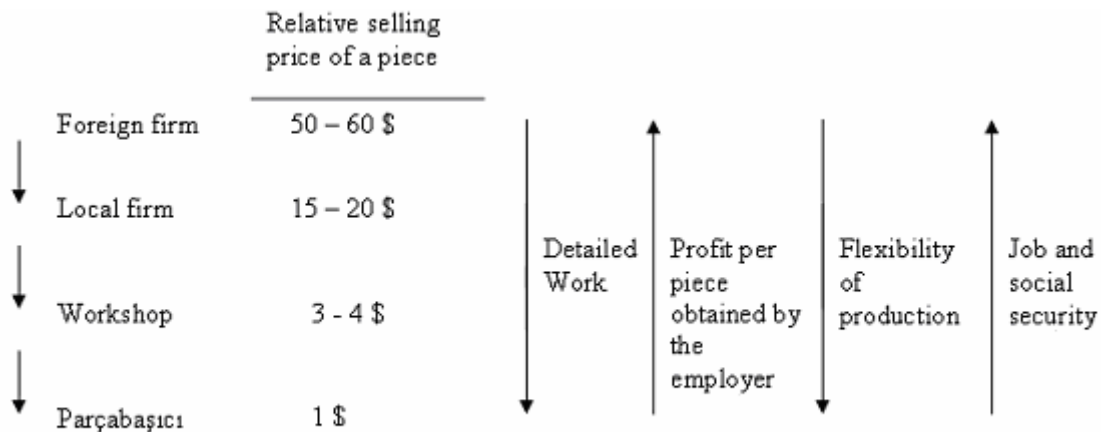 Relative selling
price of a piece
Foreign firm 50 – 60 $
Local firm 15 – 20 $
Workshop 3 - 4 $
Parçabaşıcı 1 $
Detailed
Work
Profit per
piece
obtained by
the
employer
Flexibility
of
production
Job and
social
security